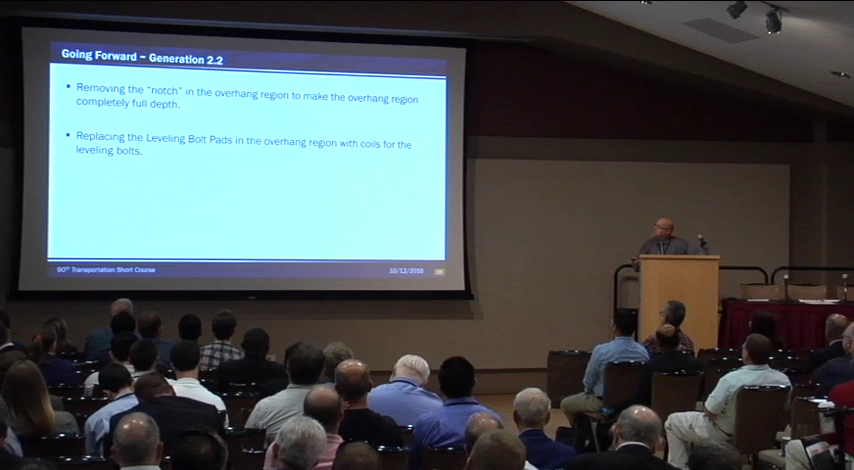 Going Forward ~ Generation 2.2
• Removing the "notch" in the overhang region to make the overhang region
completely full depth.
• Replacing the Leveling Bolt Pads in the overhang region with coils for the
leveling bolts.
90th Transportation Short Course
10/12/2016